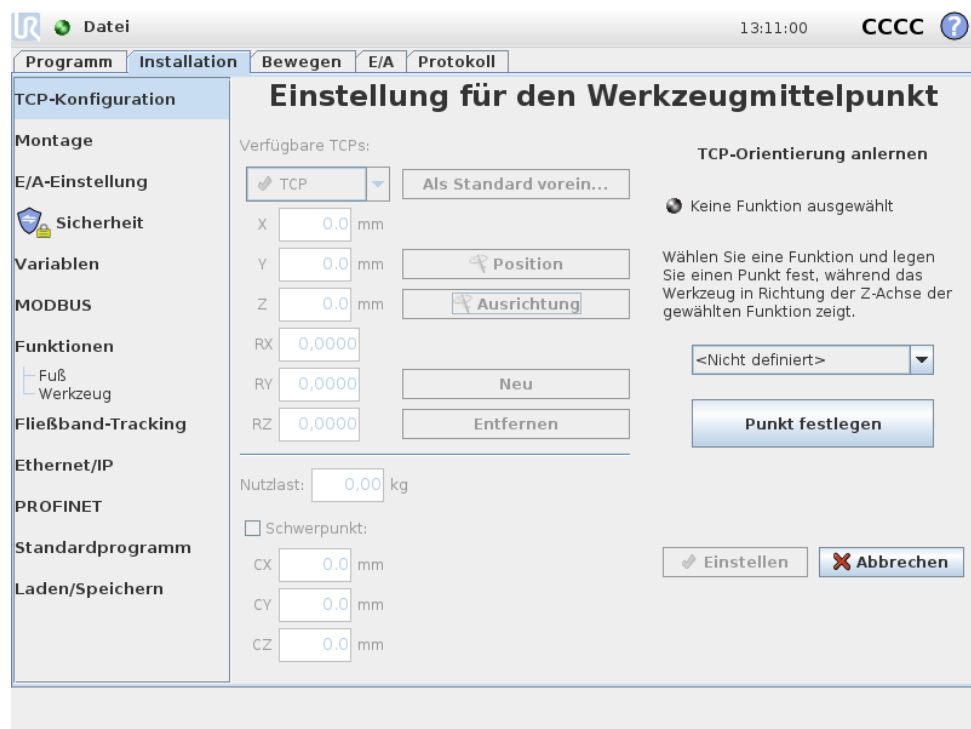 UR Datei 13:11:00 CCCC ?
Programm Installation Bewegen E/A Protokoll
TCP-Konfiguration
Montage
E/A-Einstellung
Sicherheit
Variablen
MODBUS
Funktionen
Fuß
Werkzeug
Fließband-Tracking
Ethernet/IP
PROFINET
Standardprogramm
Laden/Speichern
Einstellung für den Werkzeugmittelpunkt
Verfügbare TCPs:
TCP Als Standard vorein...
X 0.0 mm
Y 0.0 mm Position
Z 0.0 mm Ausrichtung
RX 0,0000
RY 0,0000 Neu
RZ 0,0000 Entfernen
Nutzlast: 0,00 kg
Schwerpunkt:
CX 0.0 mm
CY 0.0 mm
CZ 0.0 mm
TCP-Orientierung anlernen
Keine Funktion ausgewählt
Wählen Sie eine Funktion und legen
Sie einen Punkt fest, während das
Werkzeug in Richtung der Z-Achse der
gewählten Funktion zeigt.
<Nicht definiert>
Punkt festlegen
Einstellen Abbrechen